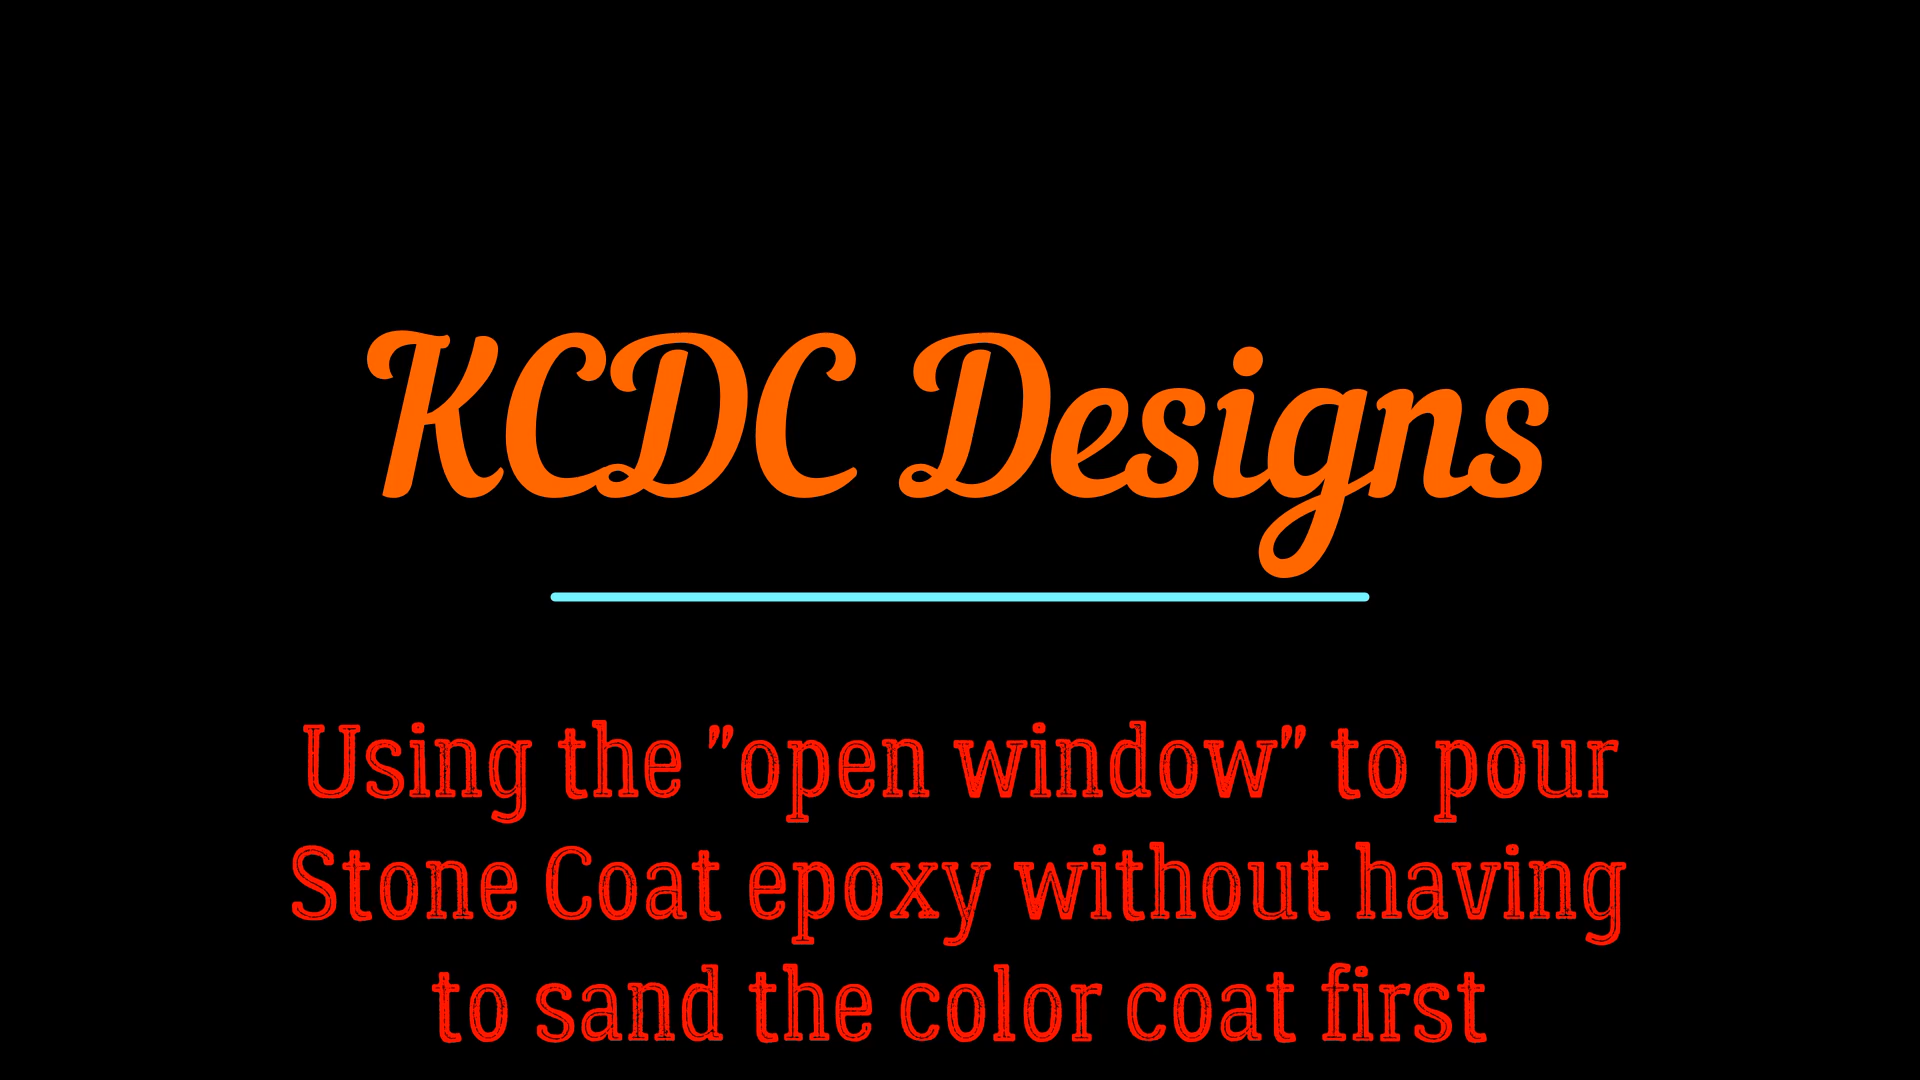 KCDC Designs
Using the "open window" to pour
Stone Coat epoxy without having
to sand the color coat first